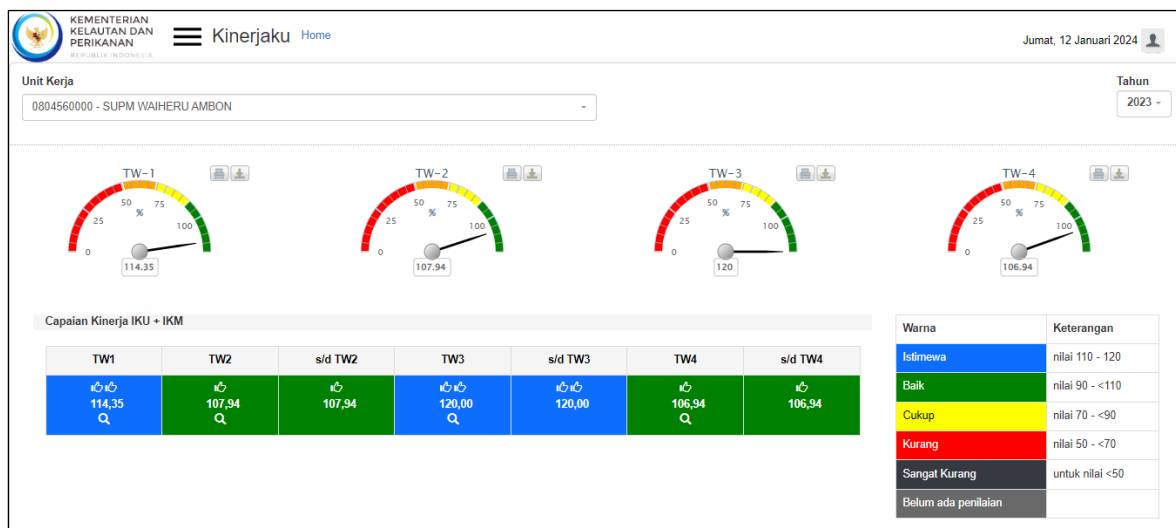 KEMENTERIAN
KELAUTAN DAN
PERIKANAN
REPUBLIK INDONESIA
Kinerjaku Home
Jumat, 12 Januari 2024
Unit Kerja
Tahun
0804560000 - SUPM WAIHERU AMBON
2023
TW-1
0 25 50 75 100
%
114.35
TW-2
0 25 50 75 100
%
107.94
TW-3
0 25 50 75 100
%
120
TW-4
0 25 50 75 100
%
106.94
Capaian Kinerja IKU + IKM
TW1 TW2 s/d TW2 TW3 s/d TW3 TW4 s/d TW4
114,35 107,94 107,94 120,00 120,00 106,94 106,94
Warna Keterangan
Istimewa nilai 110 - 120
Baik nilai 90 - <110
Cukup nilai 70 - <90
Kurang nilai 50 - <70
Sangat Kurang untuk nilai <50
Belum ada penilaian